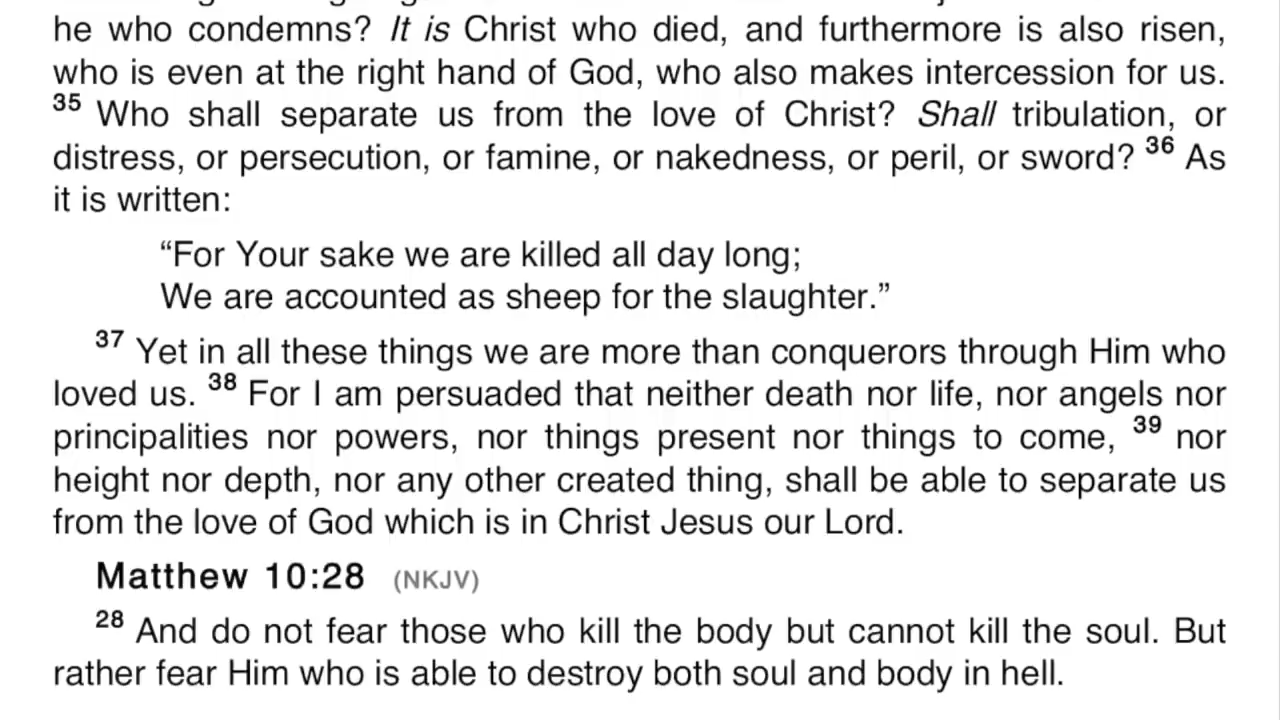 he who condemns? It is Christ who died, and furthermore is also risen,
who is even at the right hand of God, who also makes intercession for us.
35 Who shall separate us from the love of Christ? Shall tribulation, or
distress, or persecution, or famine, or nakedness, or peril, or sword? 36 As
it is written:
“For Your sake we are killed all day long;
We are accounted as sheep for the slaughter.”
37 Yet in all these things we are more than conquerors through Him who
loved us. 38 For I am persuaded that neither death nor life, nor angels nor
principalities nor powers, nor things present nor things to come, 39 nor
height nor depth, nor any other created thing, shall be able to separate us
from the love of God which is in Christ Jesus our Lord.
Matthew 10:28 (NKJV)
28 And do not fear those who kill the body but cannot kill the soul. But
rather fear Him who is able to destroy both soul and body in hell.